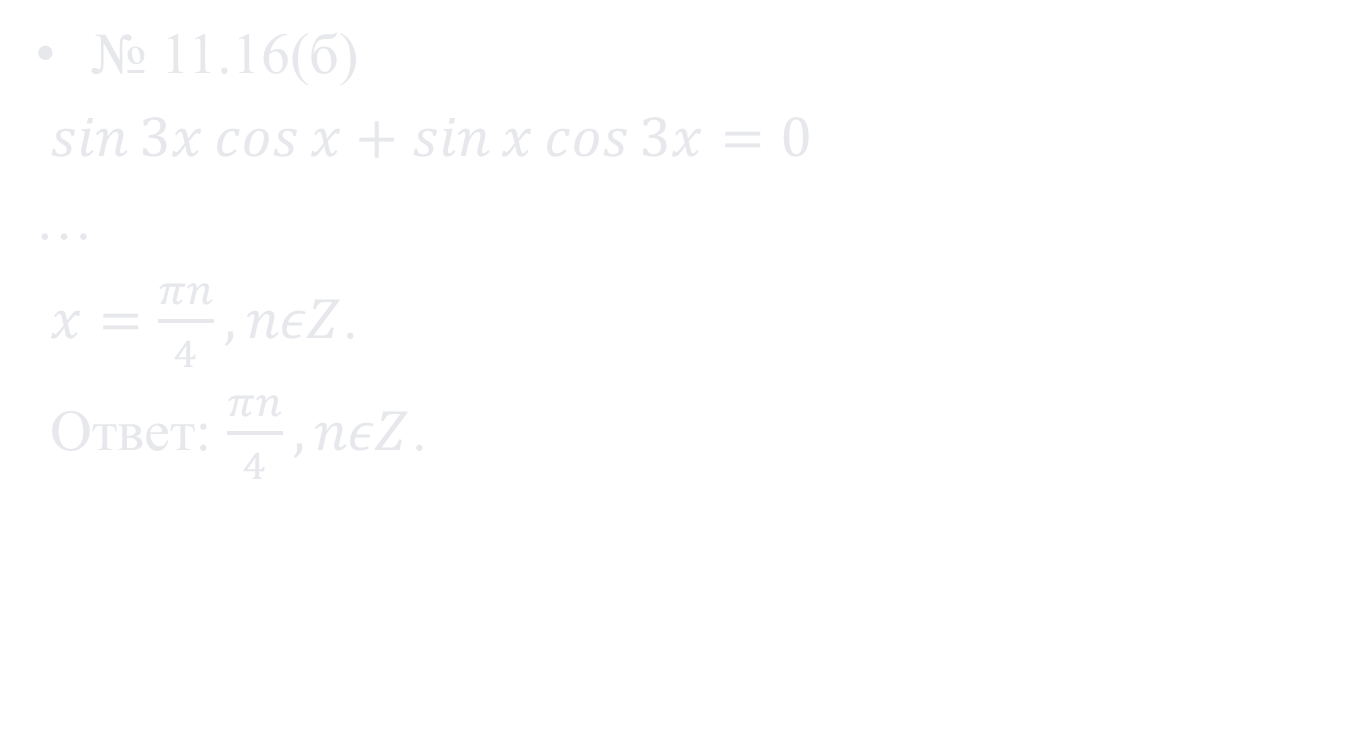 • № 11.16(б)
sin 3x cos x + sin x cos 3x = 0
…
x = πn/4 , nϵZ.
Ответ: πn/4 , nϵZ.